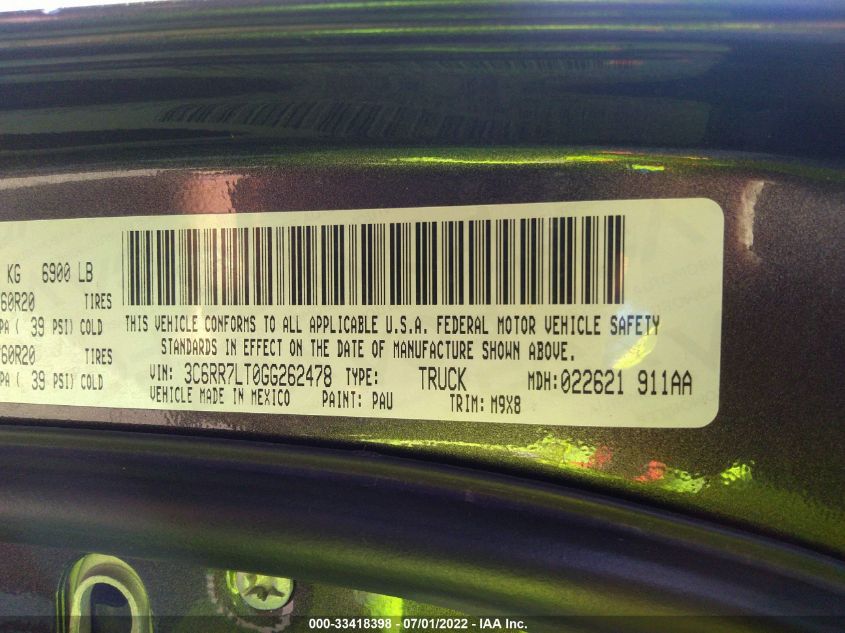 KG 6900 LB
60R20 TIRES
PA ( 39 PSI) COLD
60R20 TIRES
PA ( 39 PSI) COLD
THIS VEHICLE CONFORMS TO ALL APPLICABLE U.S.A. FEDERAL MOTOR VEHICLE SAFETY
STANDARDS IN EFFECT ON THE DATE OF MANUFACTURE SHOWN ABOVE.
VIN: 3C6RR7LT0GG262478 TYPE: TRUCK MDH:022621 911AA
VEHICLE MADE IN MEXICO PAINT: PAU TRIM: M9X8
000-33418398 - 07/01/2022 - IAA Inc.